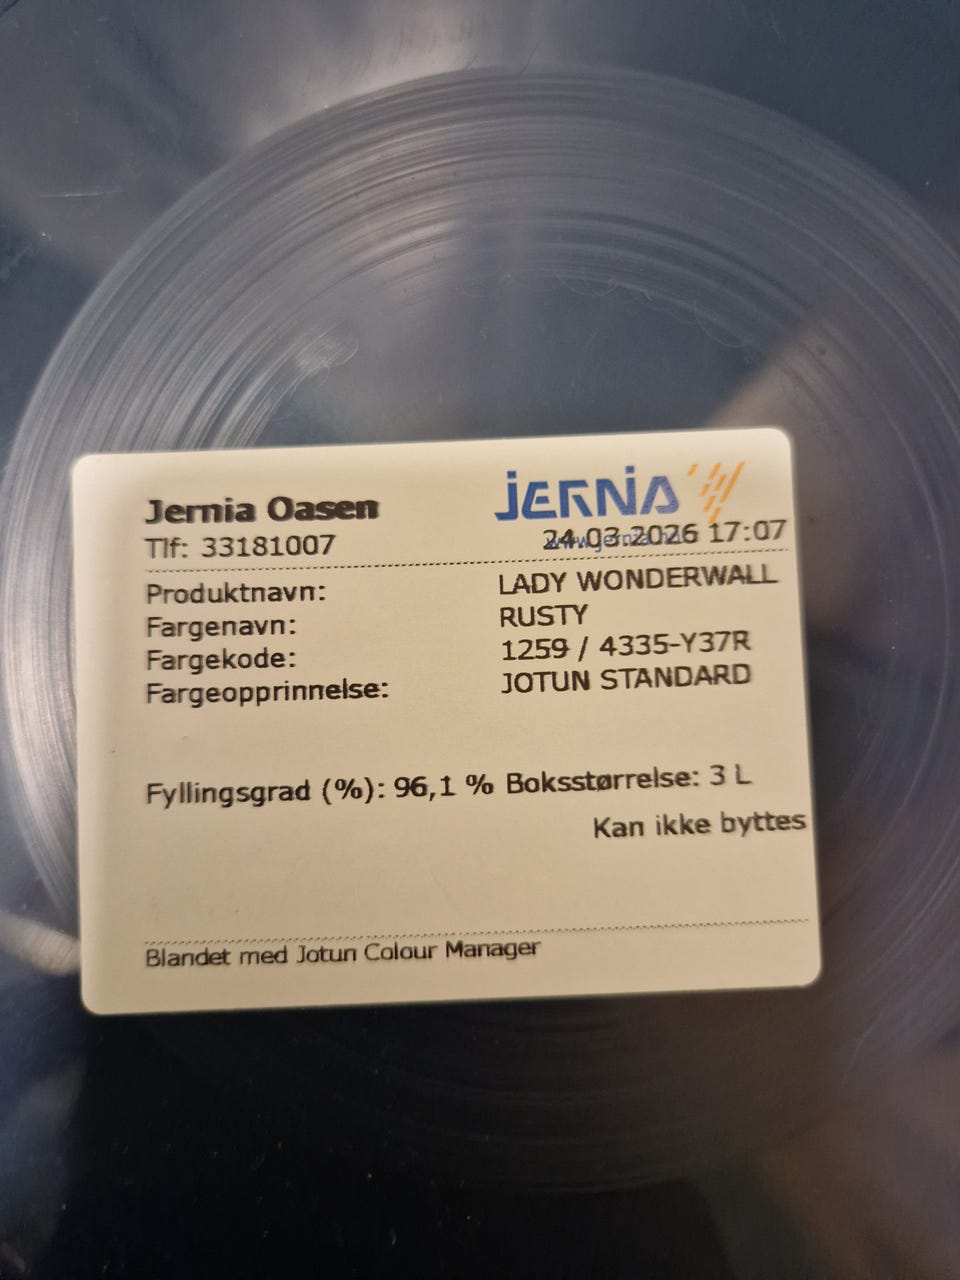 Jernia Oasen
JERNIA
Tlf: 33181007
24.03.2026 17:07
Produktnavn: LADY WONDERWALL
Fargenavn: RUSTY
Fargekode: 1259 / 4335-Y37R
Fargeopprinnelse: JOTUN STANDARD
Fyllingsgrad (%): 96,1 % Boksstørrelse: 3 L
Kan ikke byttes
Blandet med Jotun Colour Manager